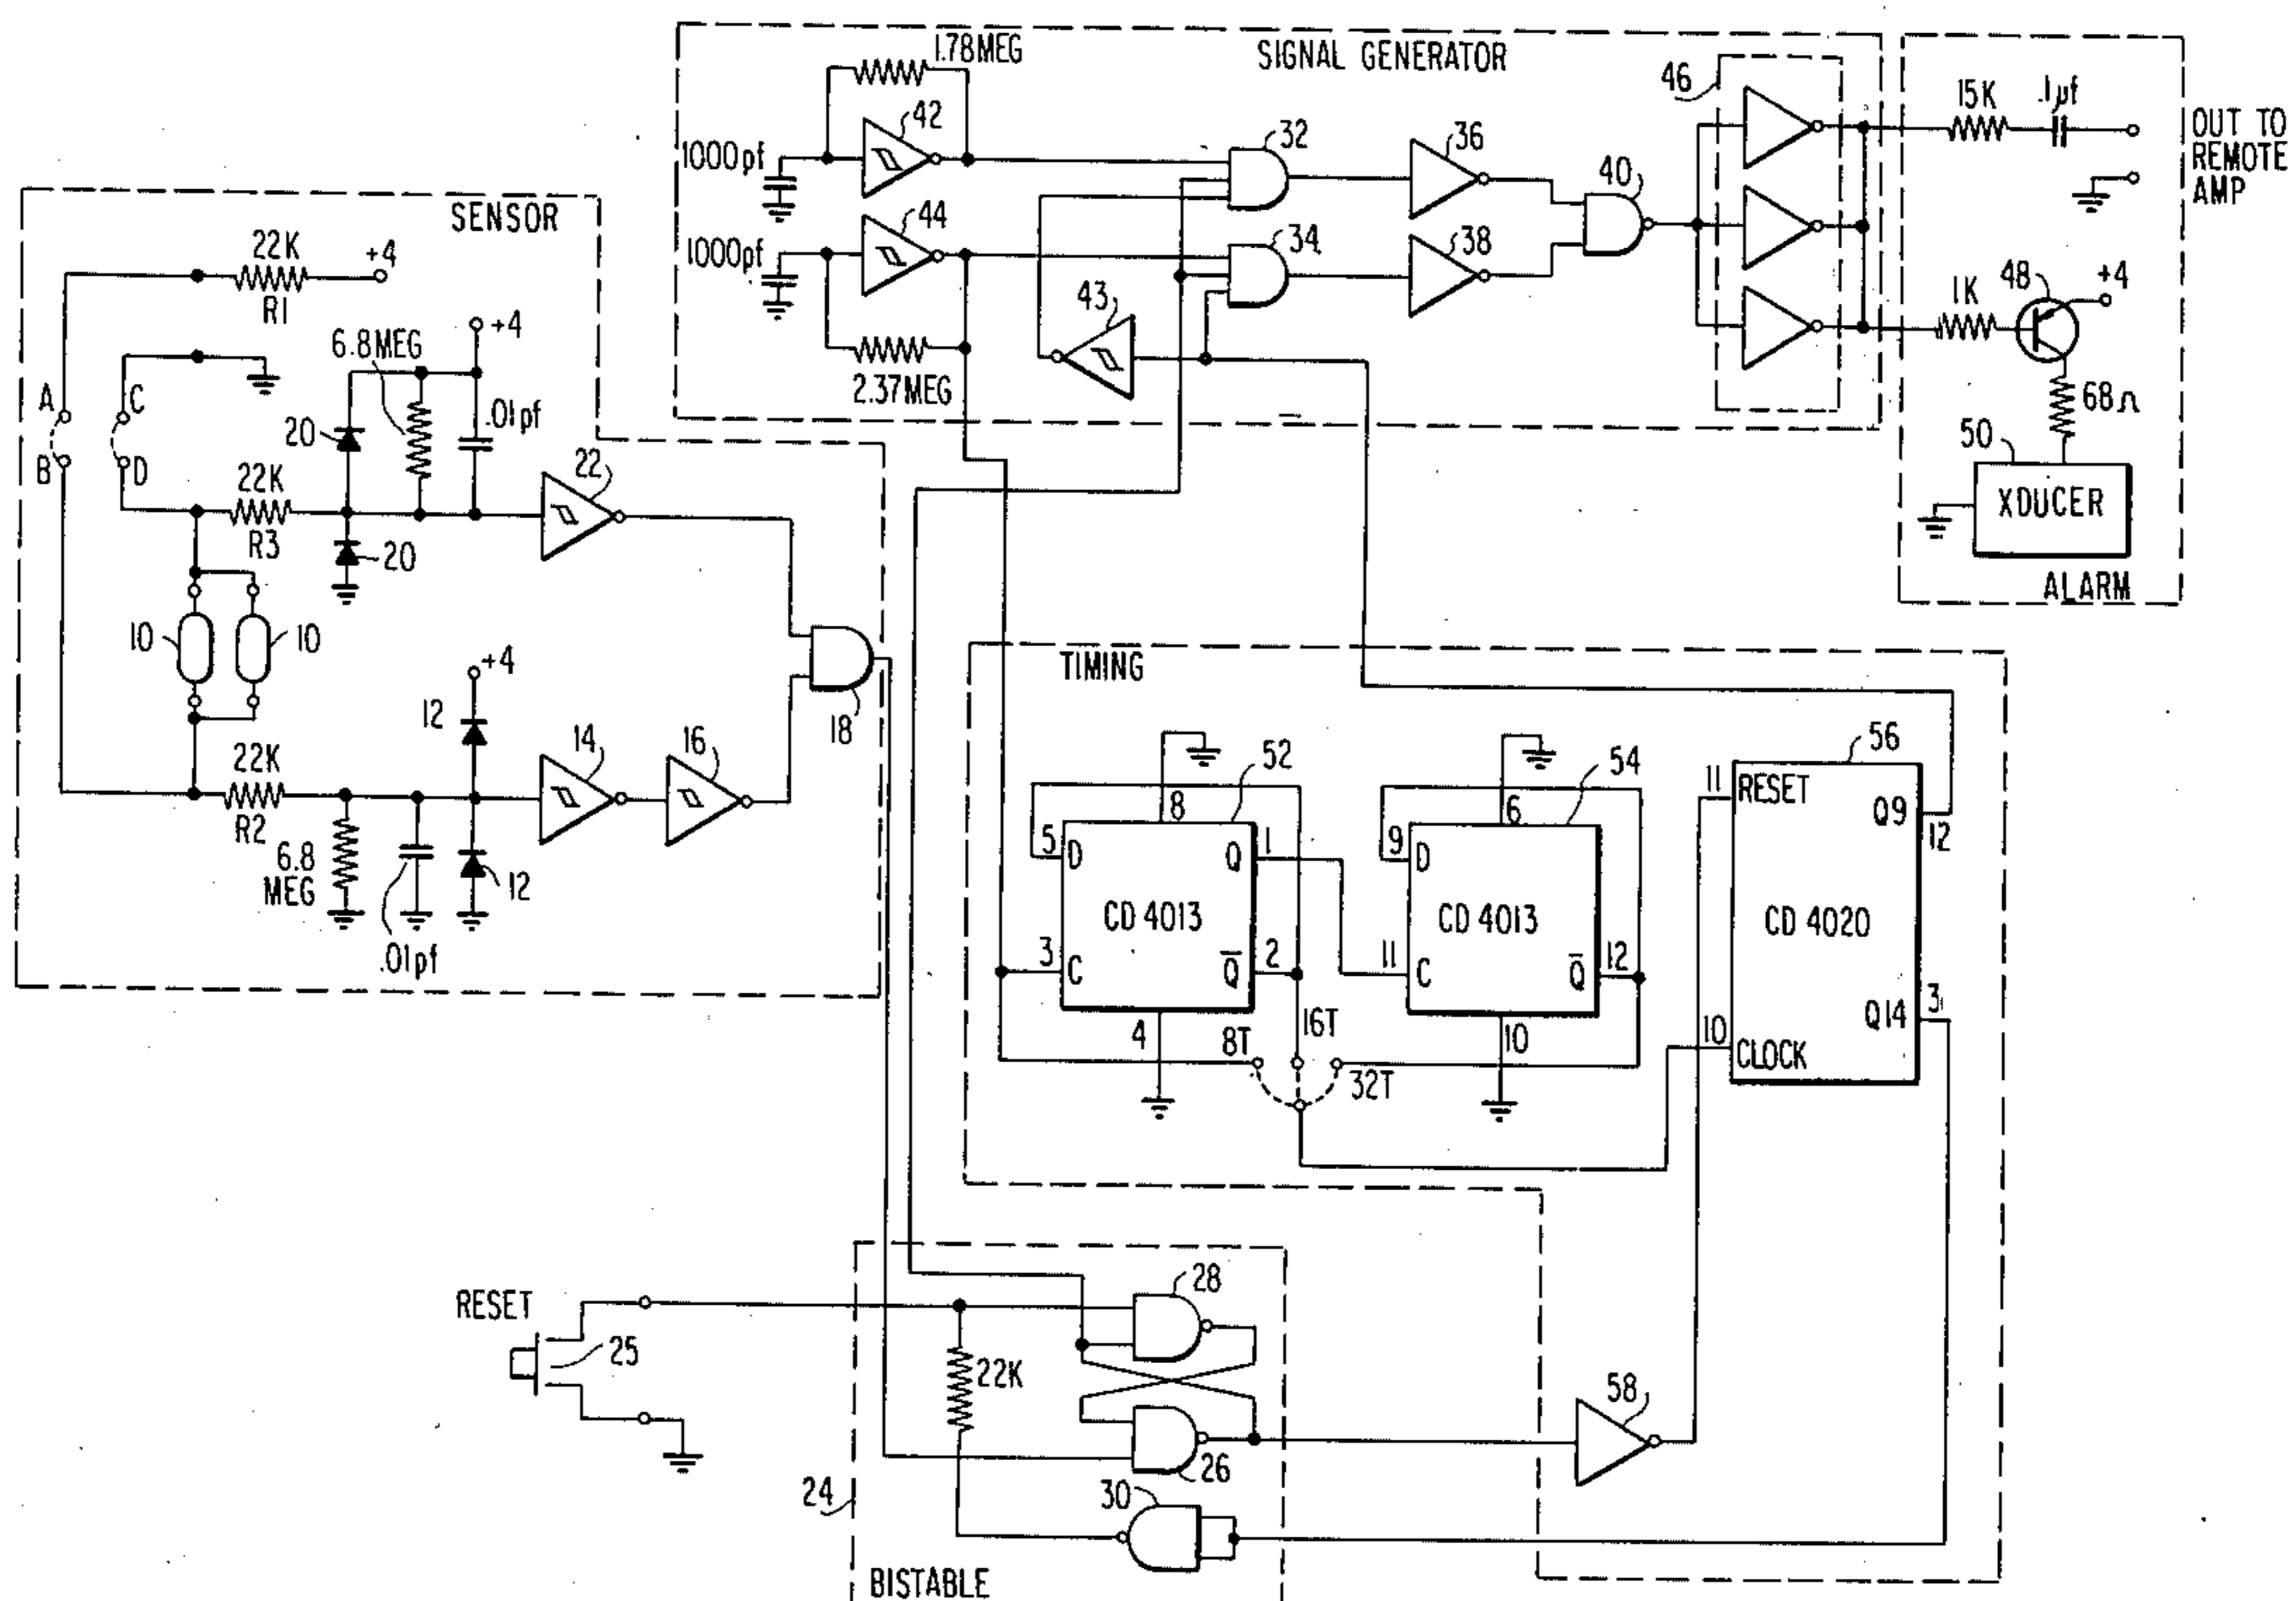 SIGNAL GENERATOR
1.78MEG
42
1000pf
44
1000pf
2.37MEG
43
32
34
36
38
40
46
15K
.1µf
OUT TO
REMOTE
AMP
1K
48
+4
68Ω
50
XDUCER
ALARM
SENSOR
22K
R1
+4
A
B
C
D
6.8MEG
+4
.01pf
20
22K
R3
20
22
10
10
18
+4
12
14
16
22K
R2
6.8
MEG
.01pf
12
TIMING
52
8
5
D
Q
1
CD 4013
3
C
Q̅
2
4
54
6
9
D
CD 4013
11
C
Q̅
12
10
8T
16T
32T
56
11
RESET
Q9
12
CD 4020
Q14
3
10
CLOCK
RESET
25
22K
28
26
30
24
BISTABLE
58